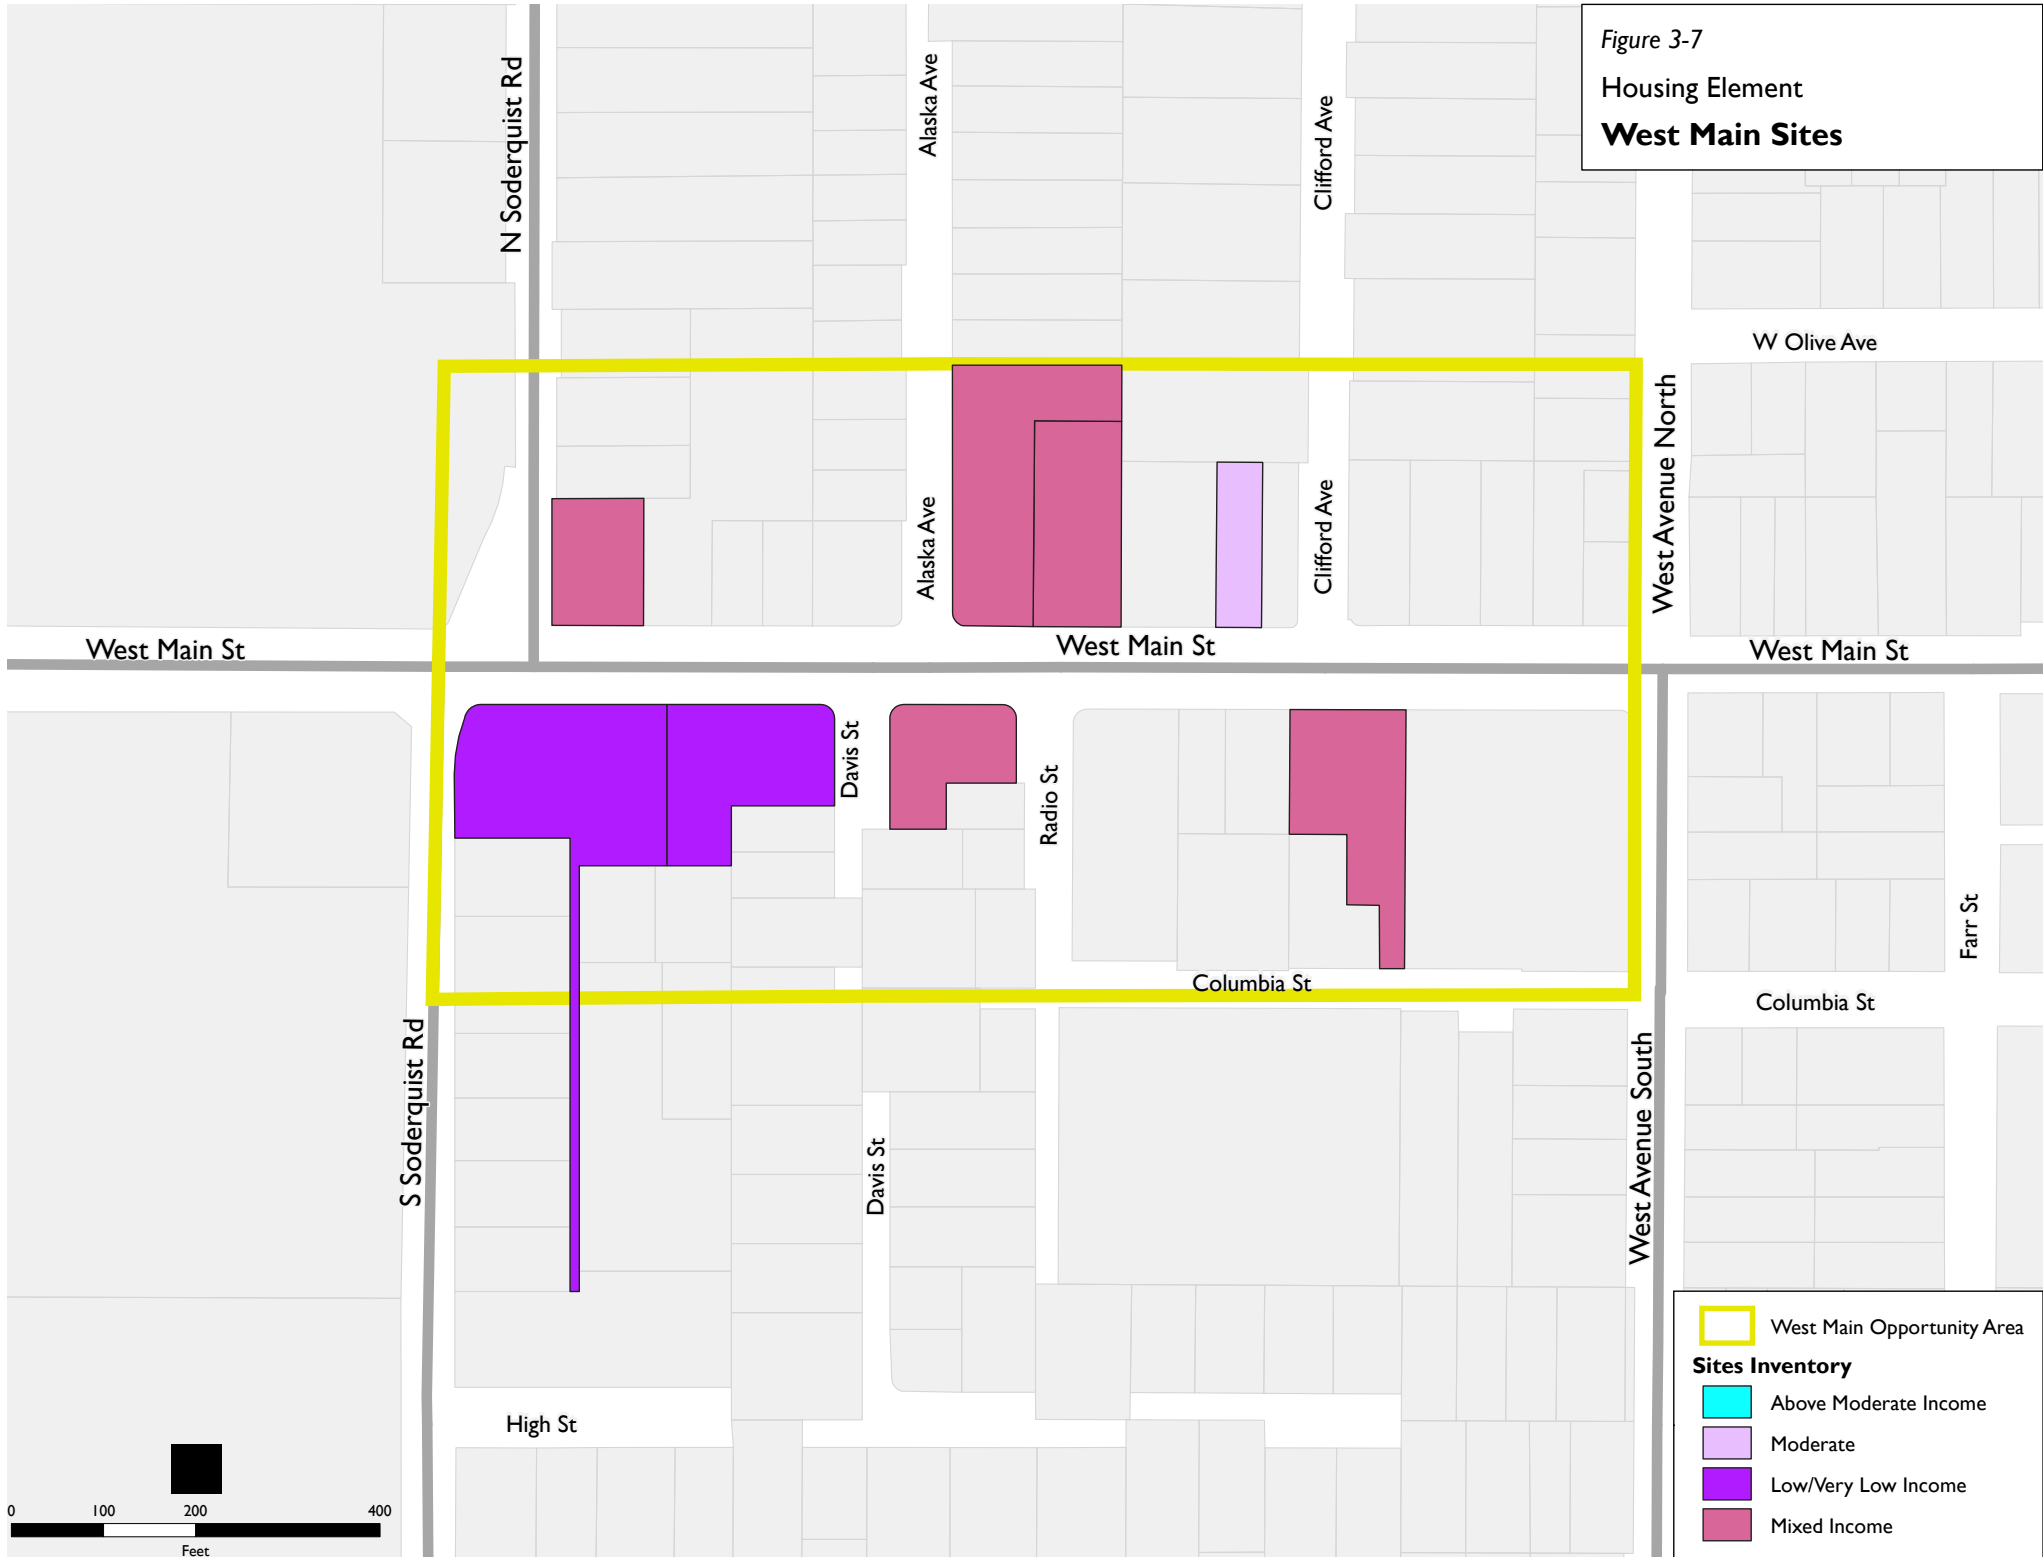 Figure 3-7
Housing Element
West Main Sites
N Soderquist Rd
Alaska Ave
Clifford Ave
W Olive Ave
West Avenue North
Alaska Ave
Clifford Ave
West Main St
West Main St
West Main St
Davis St
Radio St
Farr St
Columbia St
Columbia St
S Soderquist Rd
Davis St
West Avenue South
High St
West Main Opportunity Area
Sites Inventory
Above Moderate Income
Moderate
Low/Very Low Income
Mixed Income
0 100 200 400
Feet